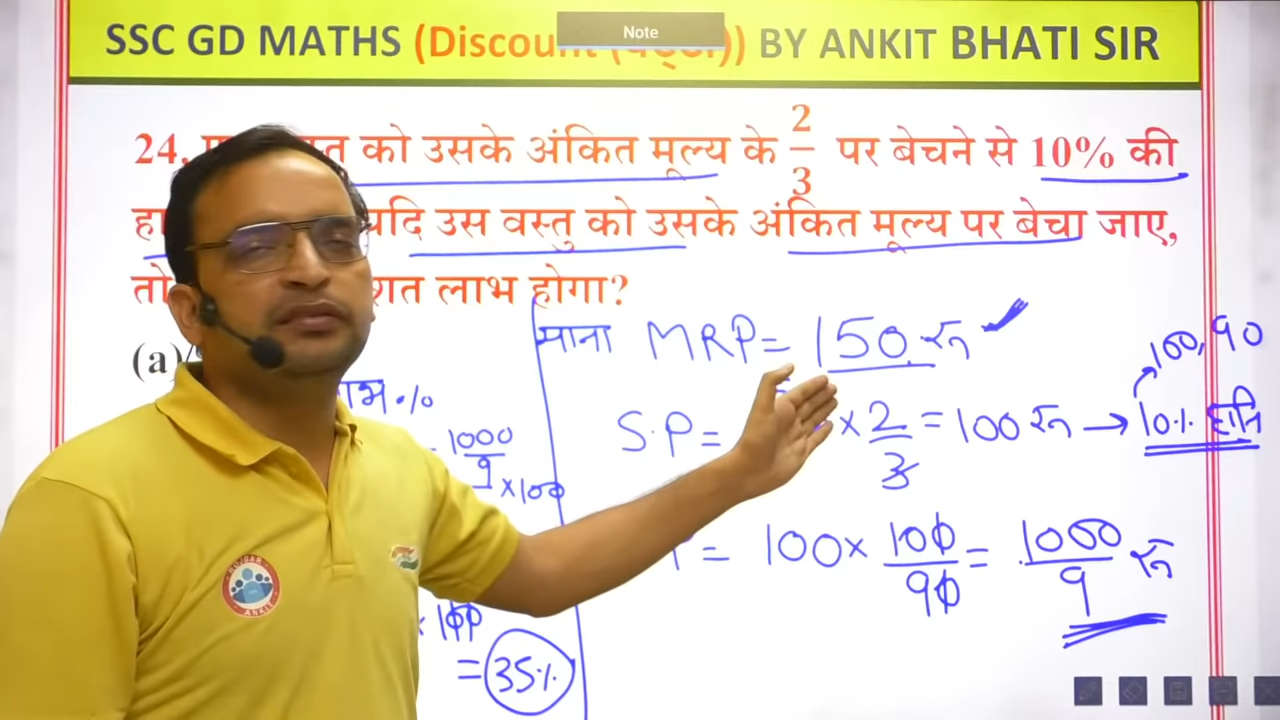 Note
SSC GD MATHS (Discount BY ANKIT BHATI SIR
24. को उसके अंकित मूल्य के 2/3 पर बेचने से 10% की
यदि उस वस्तु को उसके अंकित मूल्य पर बेचा जाए,
तो लाभ होगा?
(a)
माना MRP = 150 रु
100, 90
S.P = × 2/3 = 100 रु → 10% हानि
%
1000/9 × 100
= 100 × 100/90 = 1000/9 रु
× 100
= 35%
ROJGAR
ANKIT